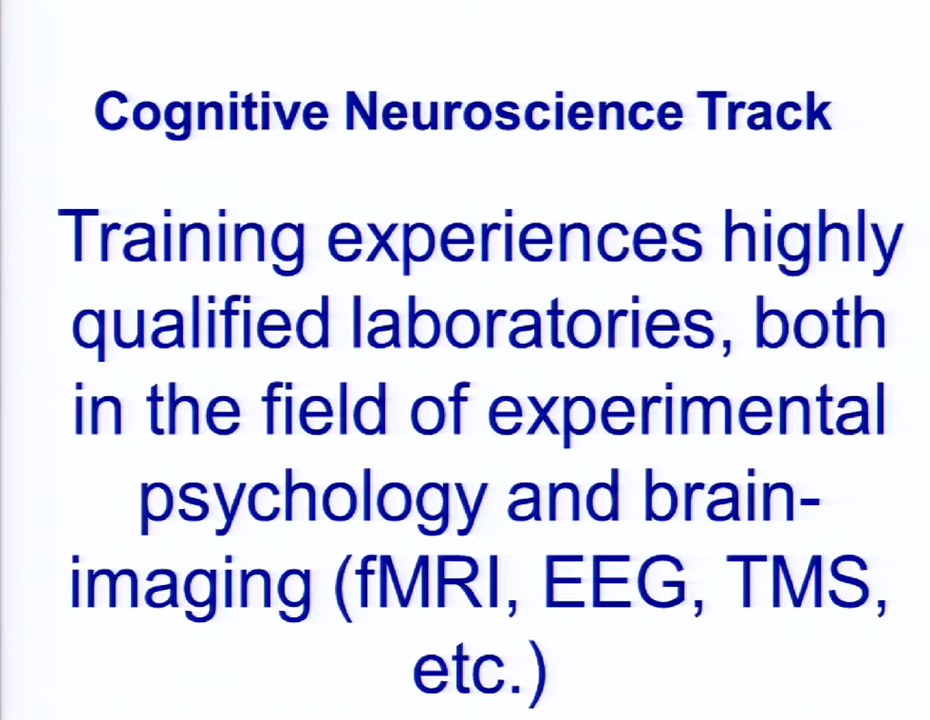 Cognitive Neuroscience Track
Training experiences highly
qualified laboratories, both
in the field of experimental
psychology and brain-
imaging (fMRI, EEG, TMS,
etc.)